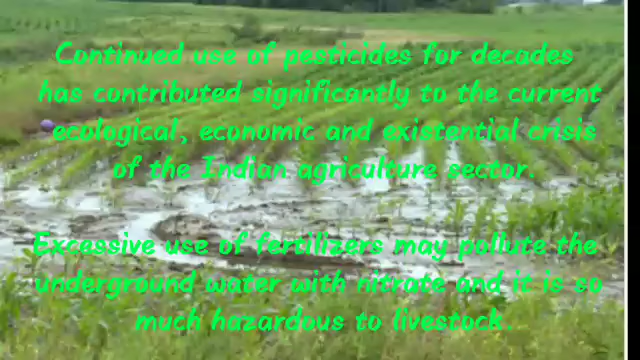 Continued use of pesticides for decades
has contributed significantly to the current
ecological, economic and existential crisis
of the Indian agriculture sector.
Excessive use of fertilizers may pollute the
underground water with nitrate and it is so
much hazardous to livestock.